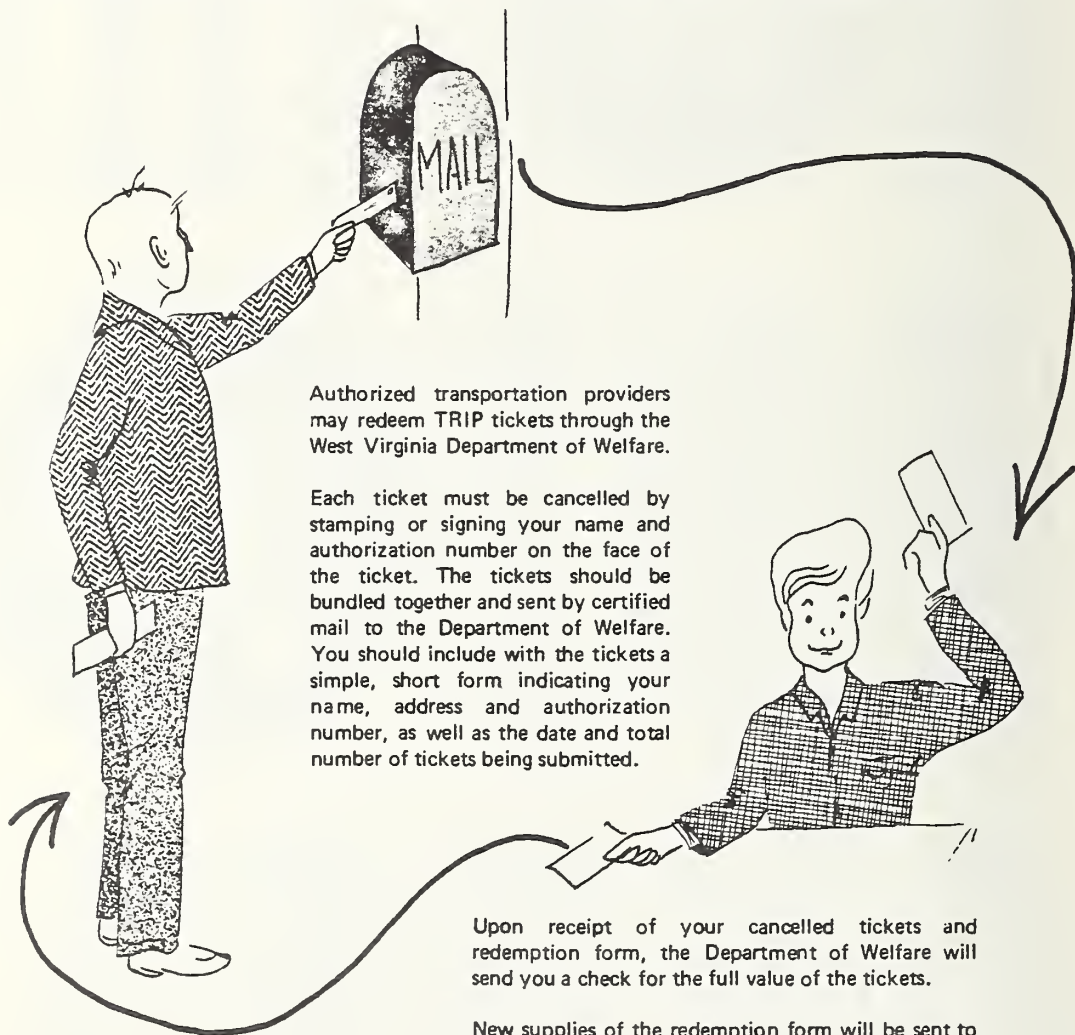 MAIL
Authorized transportation providers
may redeem TRIP tickets through the
West Virginia Department of Welfare.
Each ticket must be cancelled by
stamping or signing your name and
authorization number on the face of
the ticket. The tickets should be
bundled together and sent by certified
mail to the Department of Welfare.
You should include with the tickets a
simple, short form indicating your
name, address and authorization
number, as well as the date and total
number of tickets being submitted.
Upon receipt of your cancelled tickets and
redemption form, the Department of Welfare will
send you a check for the full value of the tickets.
New supplies of the redemption form will be sent to